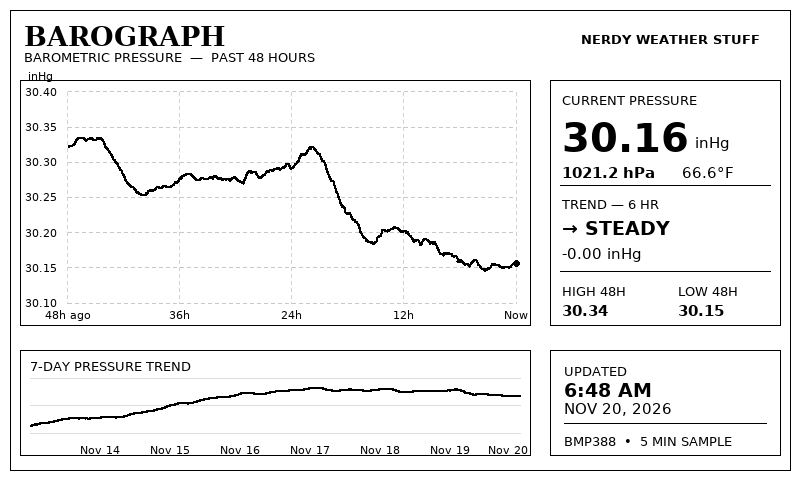 BAROGRAPH
BAROMETRIC PRESSURE — PAST 48 HOURS
NERDY WEATHER STUFF
inHg
30.40
30.35
30.30
30.25
30.20
30.15
30.10
48h ago 36h 24h 12h Now
CURRENT PRESSURE
30.16 inHg
1021.2 hPa 66.6°F
TREND — 6 HR
→ STEADY
-0.00 inHg
HIGH 48H LOW 48H
30.34 30.15
7-DAY PRESSURE TREND
Nov 14 Nov 15 Nov 16 Nov 17 Nov 18 Nov 19 Nov 20
UPDATED
6:48 AM
NOV 20, 2026
BMP388 • 5 MIN SAMPLE